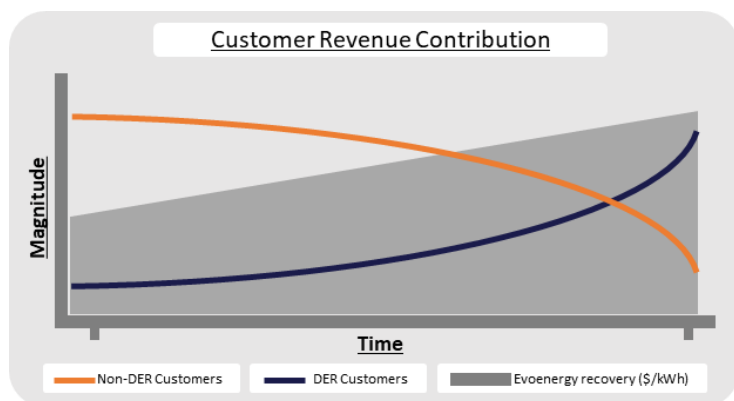 Customer Revenue Contribution
Magnitude
Time
Non-DER Customers
DER Customers
Evoenergy recovery ($/kWh)